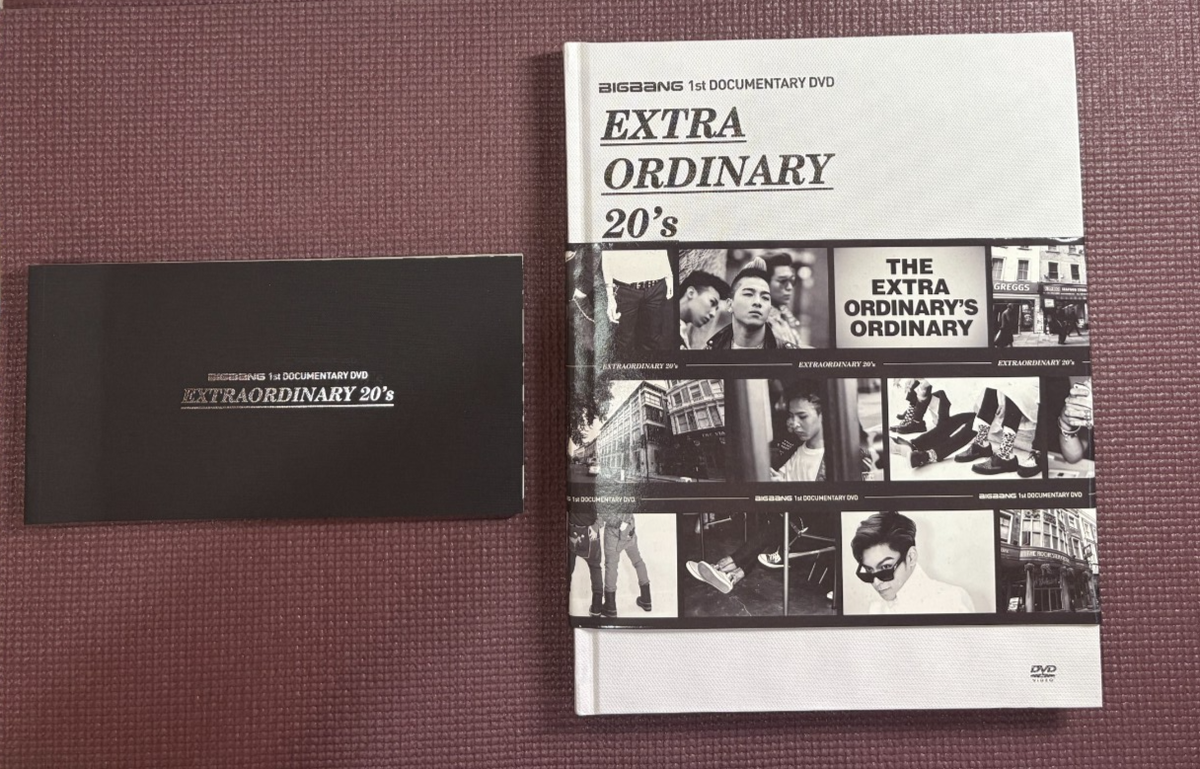 BIGBANG 1st DOCUMENTARY DVD
EXTRAORDINARY 20's
BIGBANG 1st DOCUMENTARY DVD
EXTRA
ORDINARY
20's
THE
EXTRA
ORDINARY'S
ORDINARY
GREGGS
EXTRAORDINARY 20's
EXTRAORDINARY 20's
EXTRAORDINARY 20's
1st DOCUMENTARY DVD
BIGBANG 1st DOCUMENTARY DVD
BIGBANG 1st DOCUMENTARY DVD
DVD
VIDEO